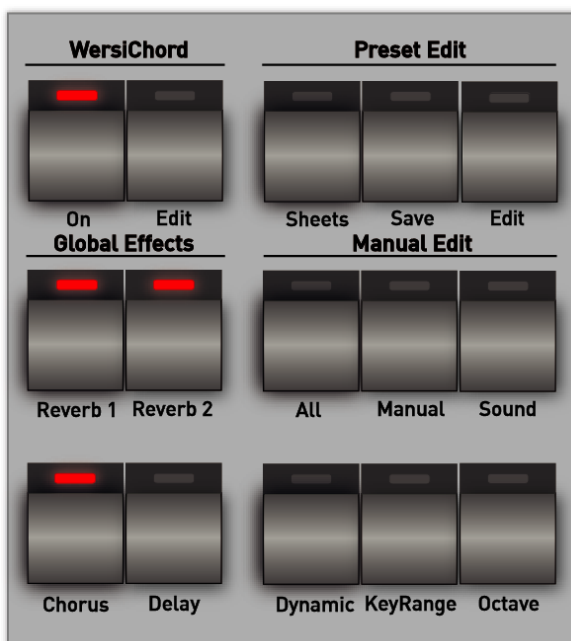 WersiChord Preset Edit
On Edit Sheets Save Edit
Global Effects Manual Edit
Reverb 1 Reverb 2 All Manual Sound
Chorus Delay Dynamic KeyRange Octave